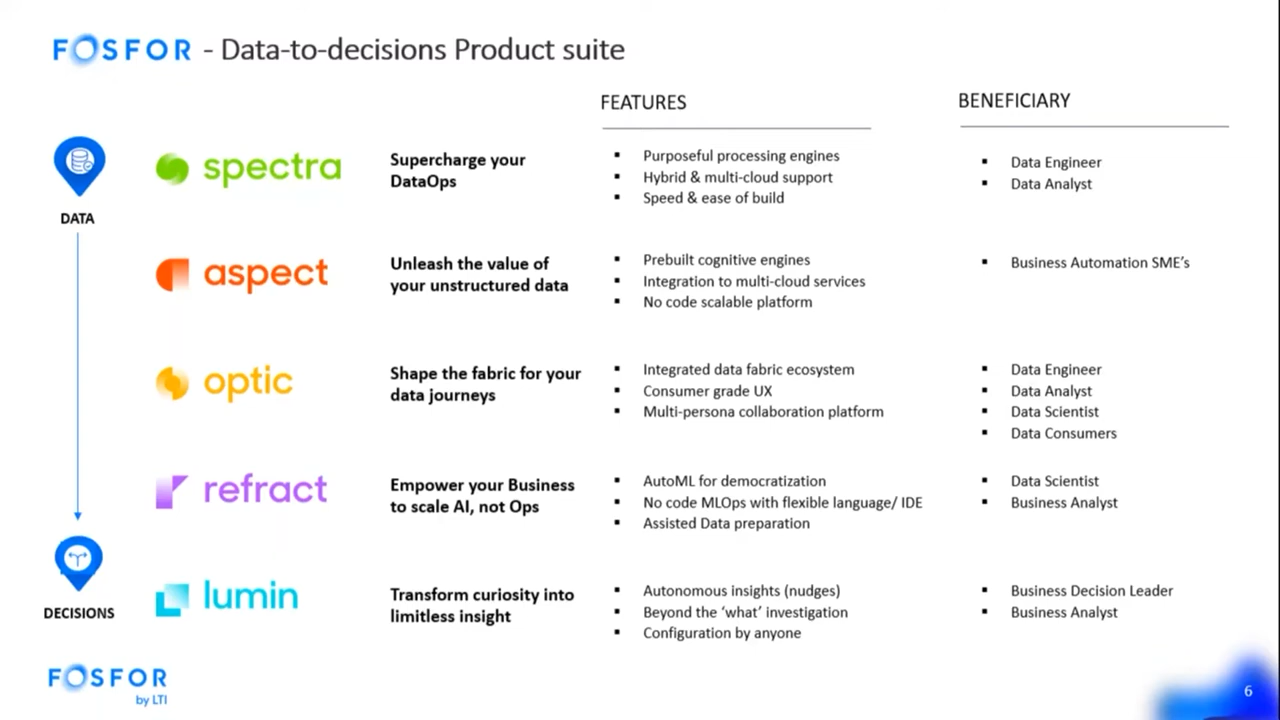 FOSFOR - Data-to-decisions Product suite
FEATURES
BENEFICIARY
DATA
spectra
Supercharge your
DataOps
▪ Purposeful processing engines
▪ Hybrid & multi-cloud support
▪ Speed & ease of build
▪ Data Engineer
▪ Data Analyst
aspect
Unleash the value of
your unstructured data
▪ Prebuilt cognitive engines
▪ Integration to multi-cloud services
▪ No code scalable platform
▪ Business Automation SME’s
optic
Shape the fabric for your
data journeys
▪ Integrated data fabric ecosystem
▪ Consumer grade UX
▪ Multi-persona collaboration platform
▪ Data Engineer
▪ Data Analyst
▪ Data Scientist
▪ Data Consumers
refract
Empower your Business
to scale AI, not Ops
▪ AutoML for democratization
▪ No code MLOps with flexible language/ IDE
▪ Assisted Data preparation
▪ Data Scientist
▪ Business Analyst
DECISIONS
lumin
Transform curiosity into
limitless insight
▪ Autonomous insights (nudges)
▪ Beyond the ‘what’ investigation
▪ Configuration by anyone
▪ Business Decision Leader
▪ Business Analyst
FOSFOR
by LTI
6